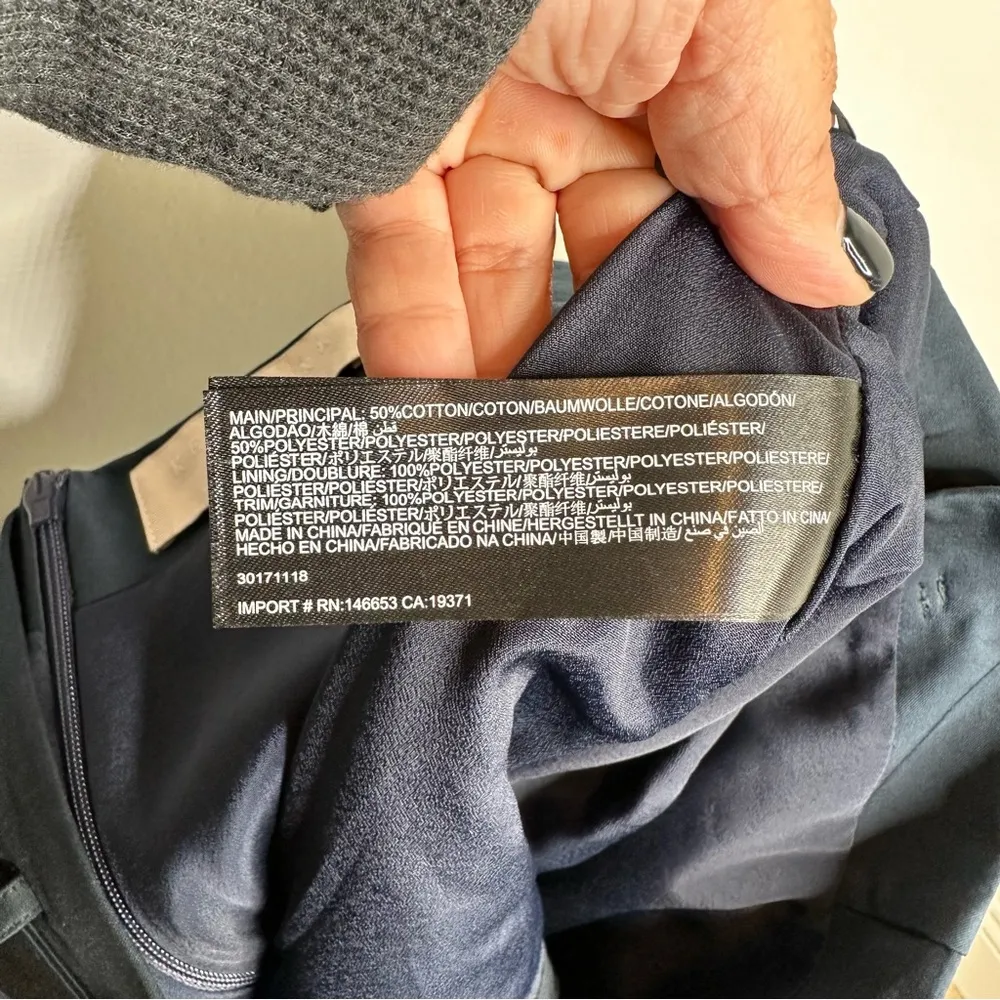 MAIN/PRINCIPAL: 50%COTTON/COTON/BAUMWOLLE/COTONE/ALGODÓN/
ALGODÃO/木綿/棉/قطن
50%POLYESTER/POLYESTER/POLYESTER/POLIESTERE/POLIÉSTER/
POLIÉSTER/ポリエステル/聚酯纤维/بوليستر
LINING/DOUBLURE: 100%POLYESTER/POLYESTER/POLYESTER/POLIESTERE/
POLIÉSTER/POLIÉSTER/ポリエステル/聚酯纤维/بوليستر
TRIM/GARNITURE: 100%POLYESTER/POLYESTER/POLYESTER/POLIESTERE/
POLIÉSTER/POLIÉSTER/ポリエステル/聚酯纤维/بوليستر
MADE IN CHINA/FABRIQUÉ EN CHINE/HERGESTELLT IN CHINA/FATTO IN CINA/
HECHO EN CHINA/FABRICADO NA CHINA/中国製/中国制造/صنع في الصين
30171118
IMPORT # RN:146653 CA:19371